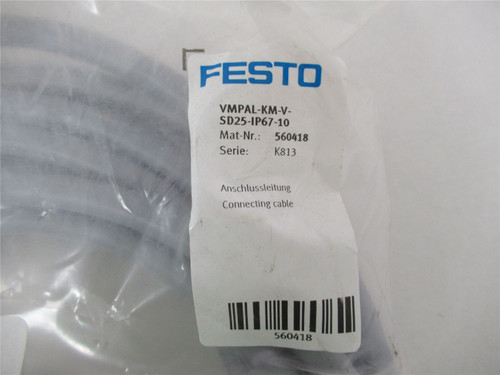 FESTO
VMPAL-KM-V-
SD25-IP67-10
Mat-Nr.: 560418
Serie: K813
Anschlussleitung
Connecting cable
560418